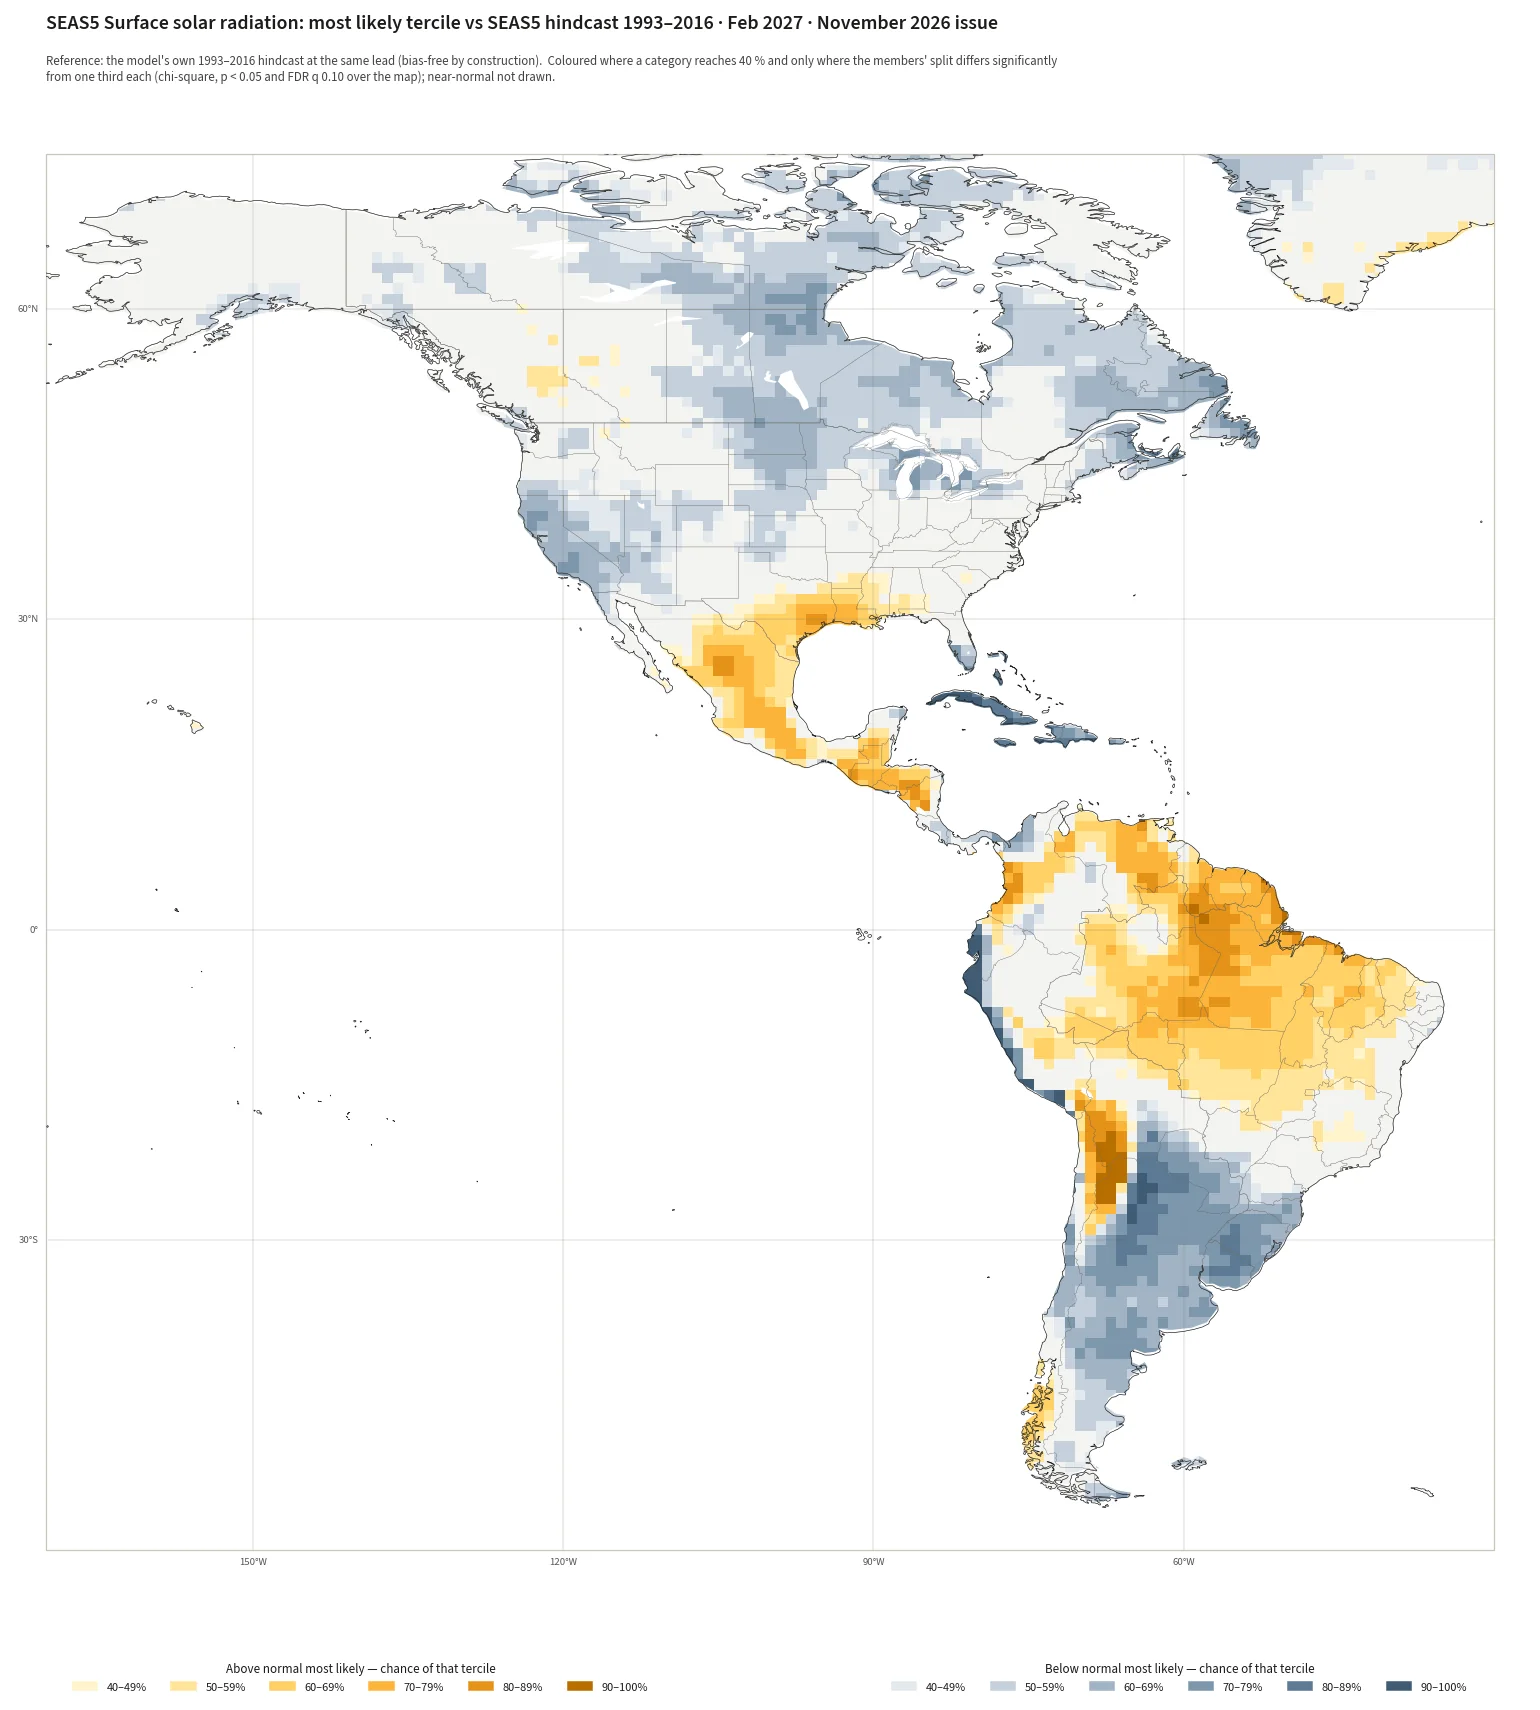 SEAS5 Surface solar radiation: most likely tercile vs SEAS5 hindcast 1993–2016 · Feb 2027 · November 2026 issue
Reference: the model's own 1993–2016 hindcast at the same lead (bias-free by construction).  Coloured where a category reaches 40 % and only where the members' split differs significantly
from one third each (chi-square, p < 0.05 and FDR q 0.10 over the map); near-normal not drawn.
60°N
30°N
0°
30°S
150°W 120°W 90°W 60°W
Above normal most likely — chance of that tercile
40–49% 50–59% 60–69% 70–79% 80–89% 90–100%
Below normal most likely — chance of that tercile
40–49% 50–59% 60–69% 70–79% 80–89% 90–100%